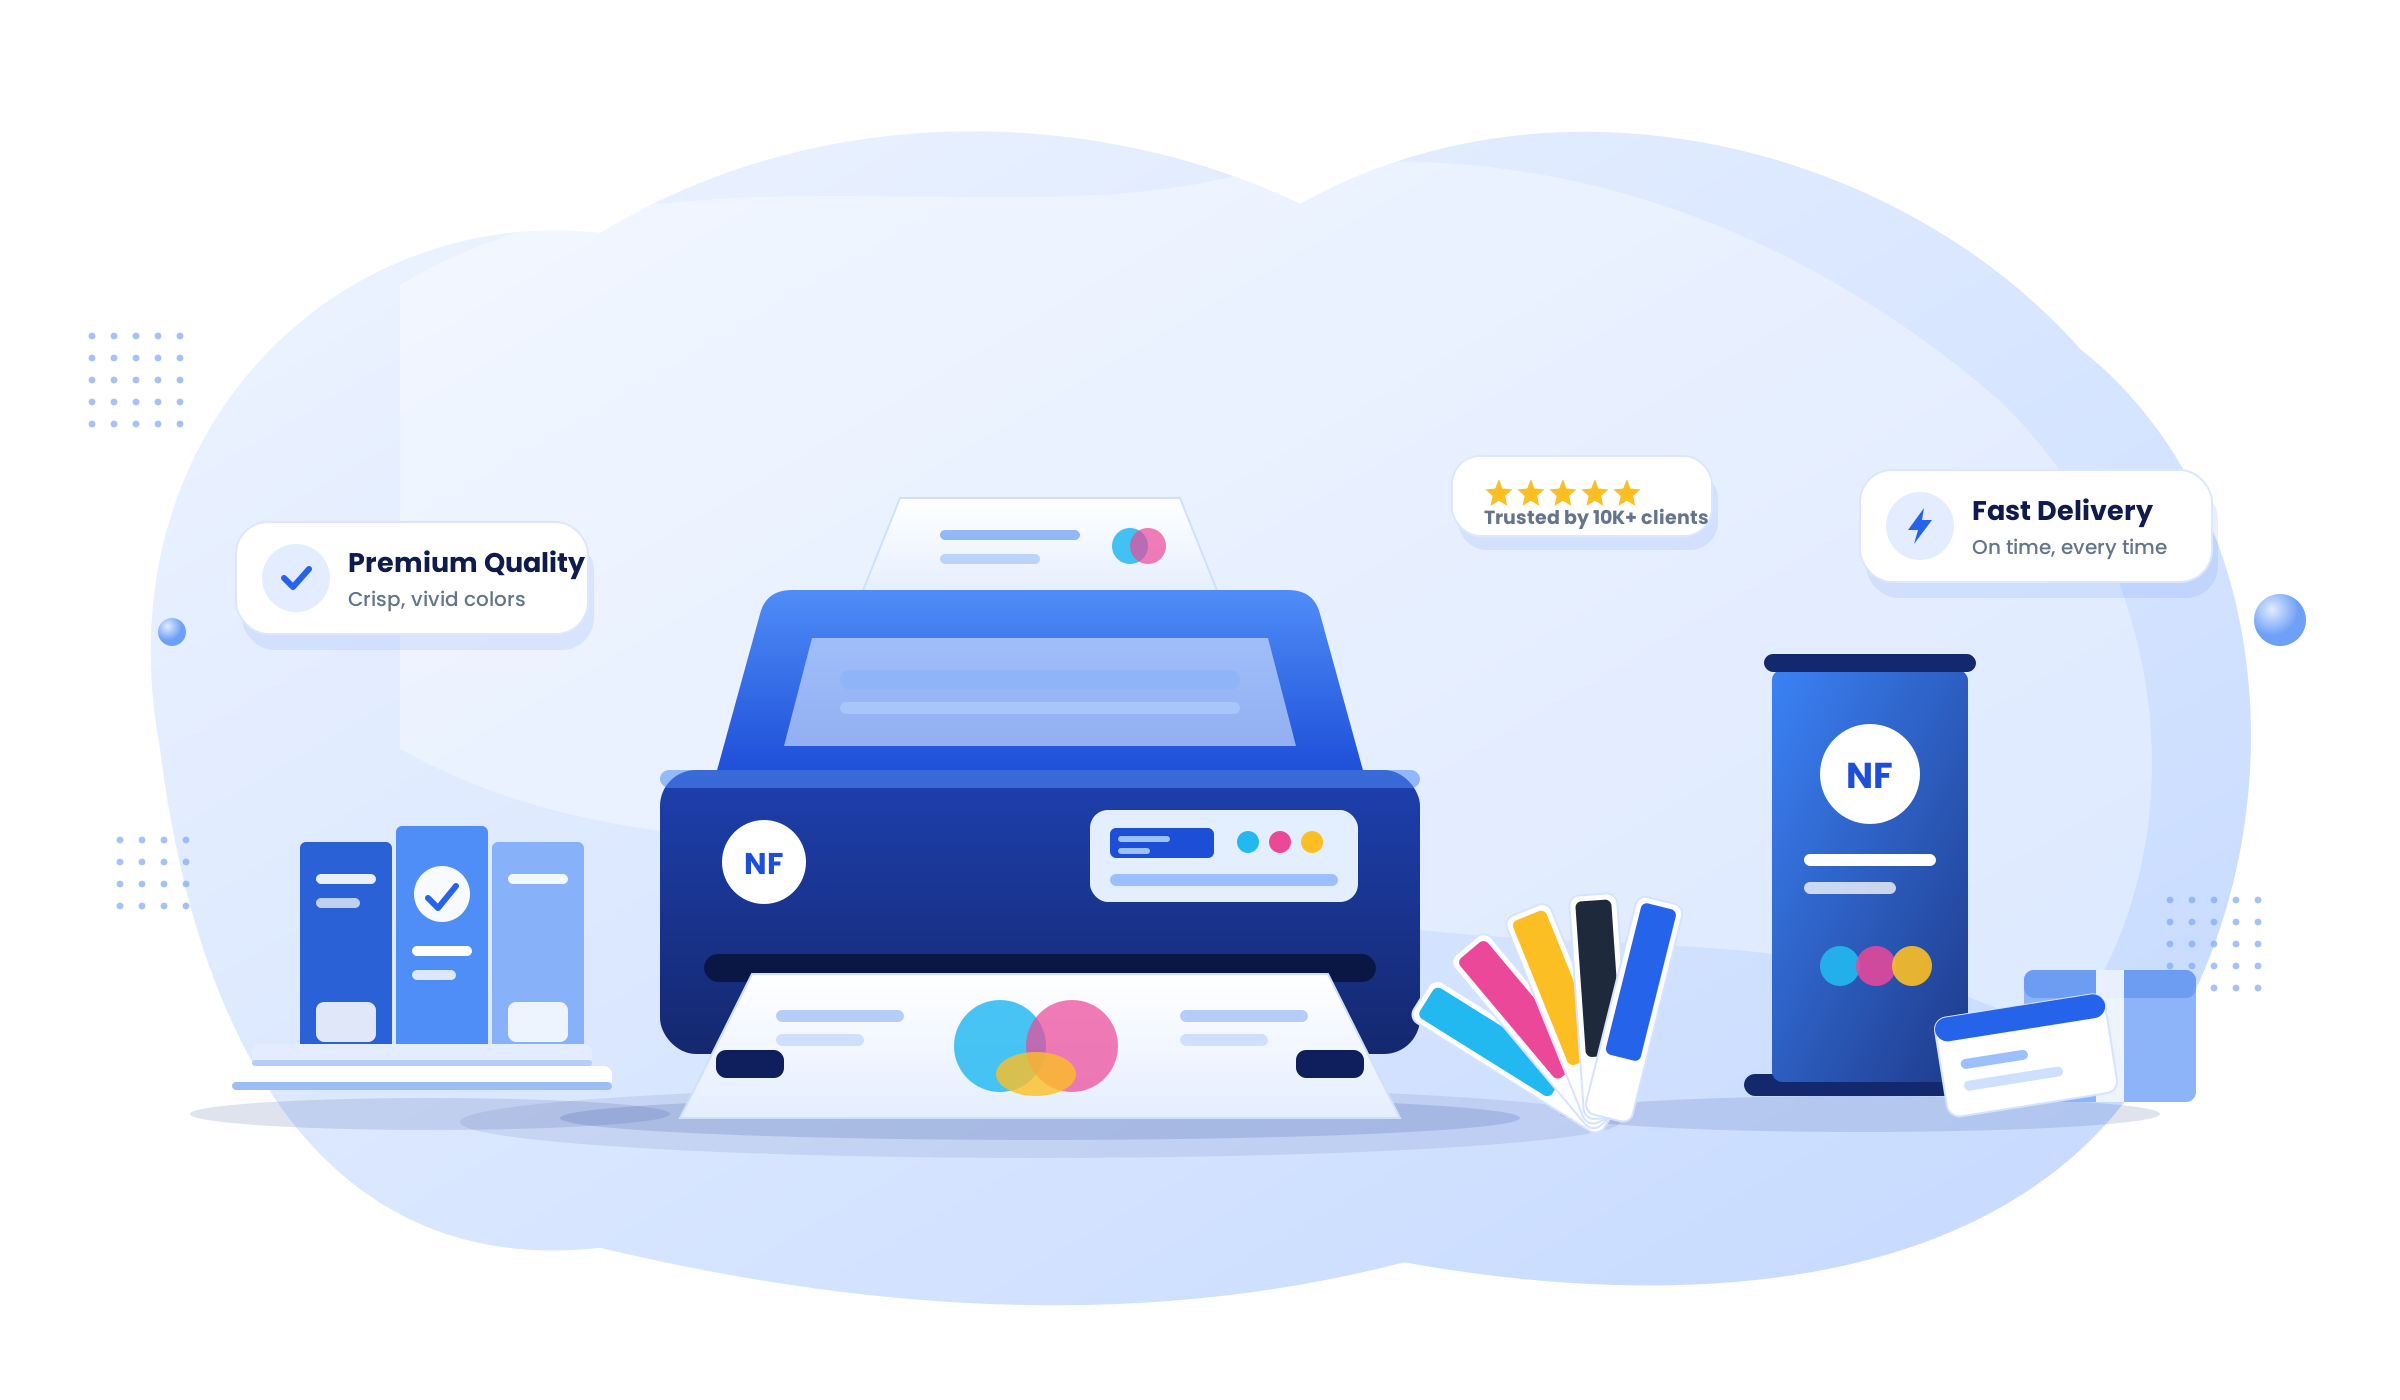 Trusted by 10K+ clients
Fast Delivery
On time, every time
Premium Quality
Crisp, vivid colors
NF
NF